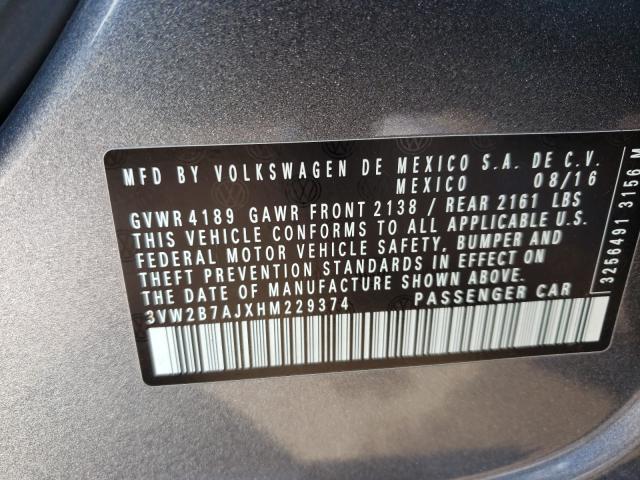 MFD BY VOLKSWAGEN DE MEXICO S.A. DE C.V.
MEXICO 08/16
GVWR 4189 GAWR FRONT 2138 / REAR 2161 LBS
THIS VEHICLE CONFORMS TO ALL APPLICABLE U.S.
FEDERAL MOTOR VEHICLE SAFETY, BUMPER AND
THEFT PREVENTION STANDARDS IN EFFECT ON
THE DATE OF MANUFACTURE SHOWN ABOVE.
3VW2B7AJXHM229374 PASSENGER CAR
3256491 3156 M